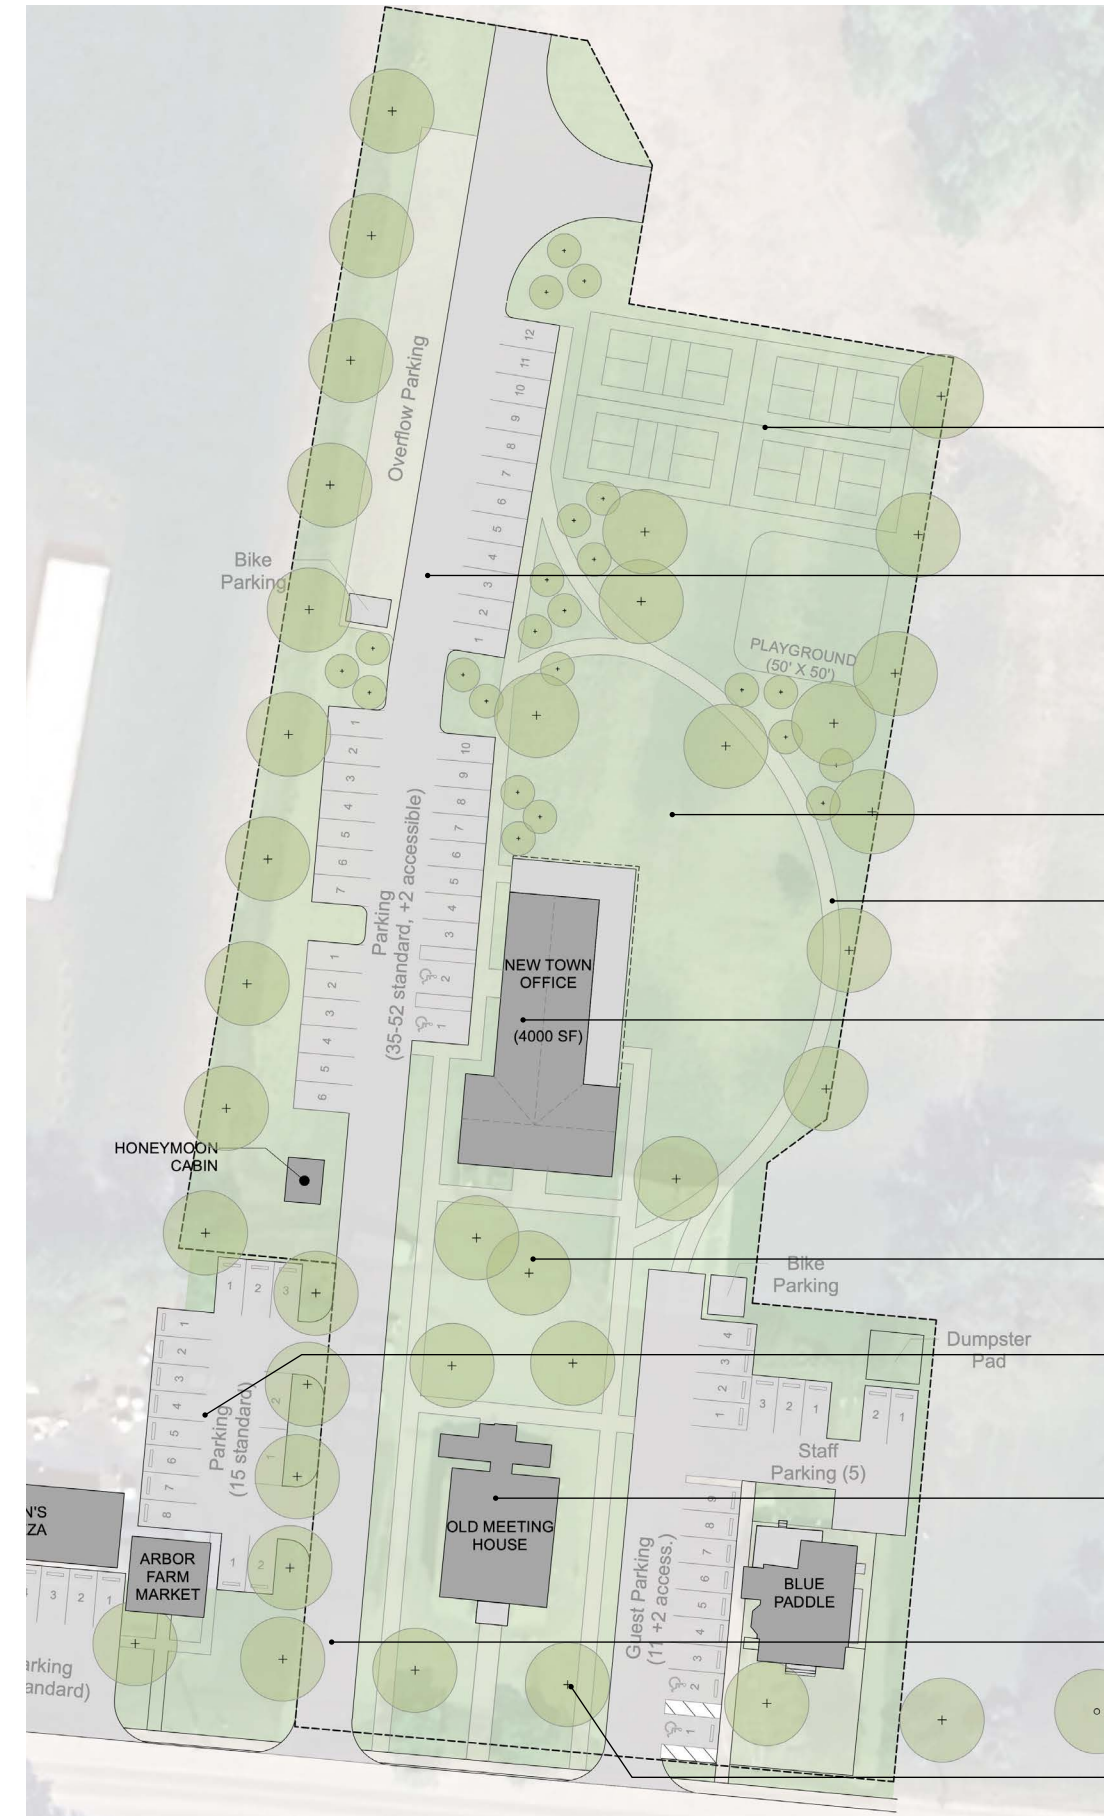 12
11
10
9
8
7
6
5
4
3
2
1
Overflow Parking
Bike
Parking
PLAYGROUND
(50' X 50')
1
2
3
4
5
6
7
10
9
8
7
6
5
4
3
2
1
Parking
(35-52 standard, +2 accessible)
1
2
3
4
5
6
NEW TOWN
OFFICE
(4000 SF)
HONEYMOON
CABIN
1
2
3
1
2
3
4
5
6
7
8
Parking
(15 standard)
2
1
1
2
Bike
Parking
Dumpster
Pad
4
3
2
1
3
2
1
2
1
Staff
Parking (5)
N'S
ZA
ARBOR
FARM
MARKET
4
3
2
1
arking
andard)
OLD MEETING
HOUSE
Guest Parking
(11 +2 access.)
9
8
7
6
5
4
3
2
1
BLUE
PADDLE